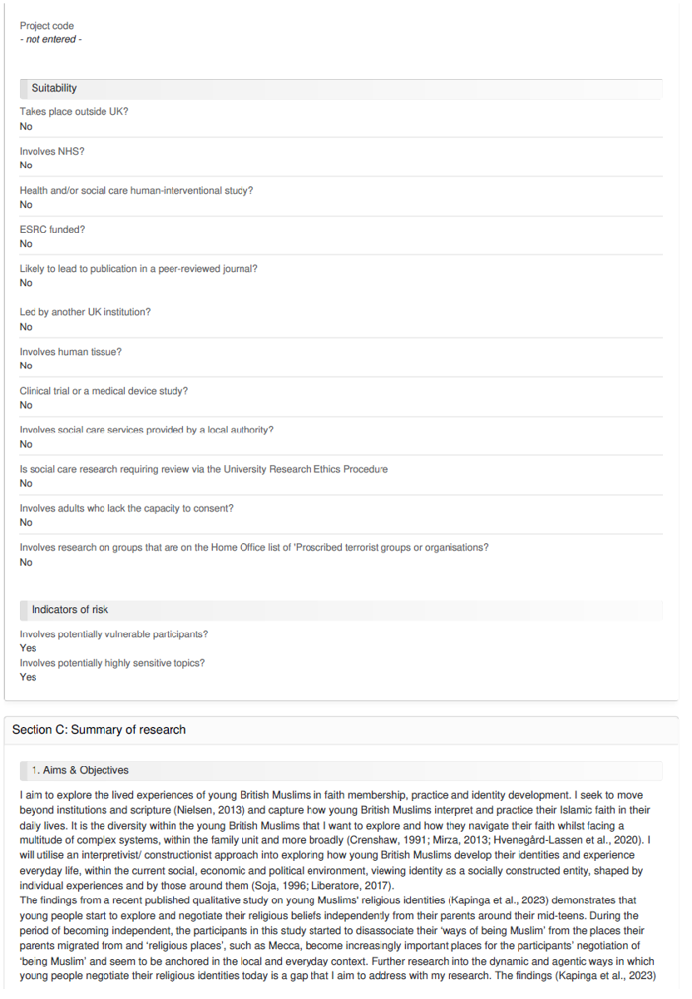 Project code
- not entered -
Suitability
Takes place outside UK?
No
Involves NHS?
No
Health and/or social care human-interventional study?
No
ESRC funded?
No
Likely to lead to publication in a peer-reviewed journal?
No
Led by another UK institution?
No
Involves human tissue?
No
Clinical trial or a medical device study?
No
Involves social care services provided by a local authority?
No
Is social care research requiring review via the University Research Ethics Procedure
No
Involves adults who lack the capacity to consent?
No
Involves research on groups that are on the Home Office list of 'Proscribed terrorist groups or organisations?
No
Indicators of risk
Involves potentially vulnerable participants?
Yes
Involves potentially highly sensitive topics?
Yes
Section C: Summary of research
1. Aims & Objectives
I aim to explore the lived experiences of young British Muslims in faith membership, practice and identity development. I seek to move
beyond institutions and scripture (Nielsen, 2013) and capture how young British Muslims interpret and practice their Islamic faith in their
daily lives. It is the diversity within the young British Muslims that I want to explore and how they navigate their faith whilst facing a
multitude of complex systems, within the family unit and more broadly (Crenshaw, 1991; Mirza, 2013; Hvenegård-Lassen et al., 2020). I
will utilise an interpretivist/ constructionist approach into exploring how young British Muslims develop their identities and experience
everyday life, within the current social, economic and political environment, viewing identity as a socially constructed entity, shaped by
individual experiences and by those around them (Soja, 1996; Liberatore, 2017).
The findings from a recent published qualitative study on young Muslims' religious identities (Kapinga et al., 2023) demonstrates that
young people start to explore and negotiate their religious beliefs independently from their parents around their mid-teens. During the
period of becoming independent, the participants in this study started to disassociate their 'ways of being Muslim' from the places their
parents migrated from and 'religious places', such as Mecca, become increasingly important places for the participants' negotiation of
'being Muslim' and seem to be anchored in the local and everyday context. Further research into the dynamic and agentic ways in which
young people negotiate their religious identities today is a gap that I aim to address with my research. The findings (Kapinga et al., 2023)